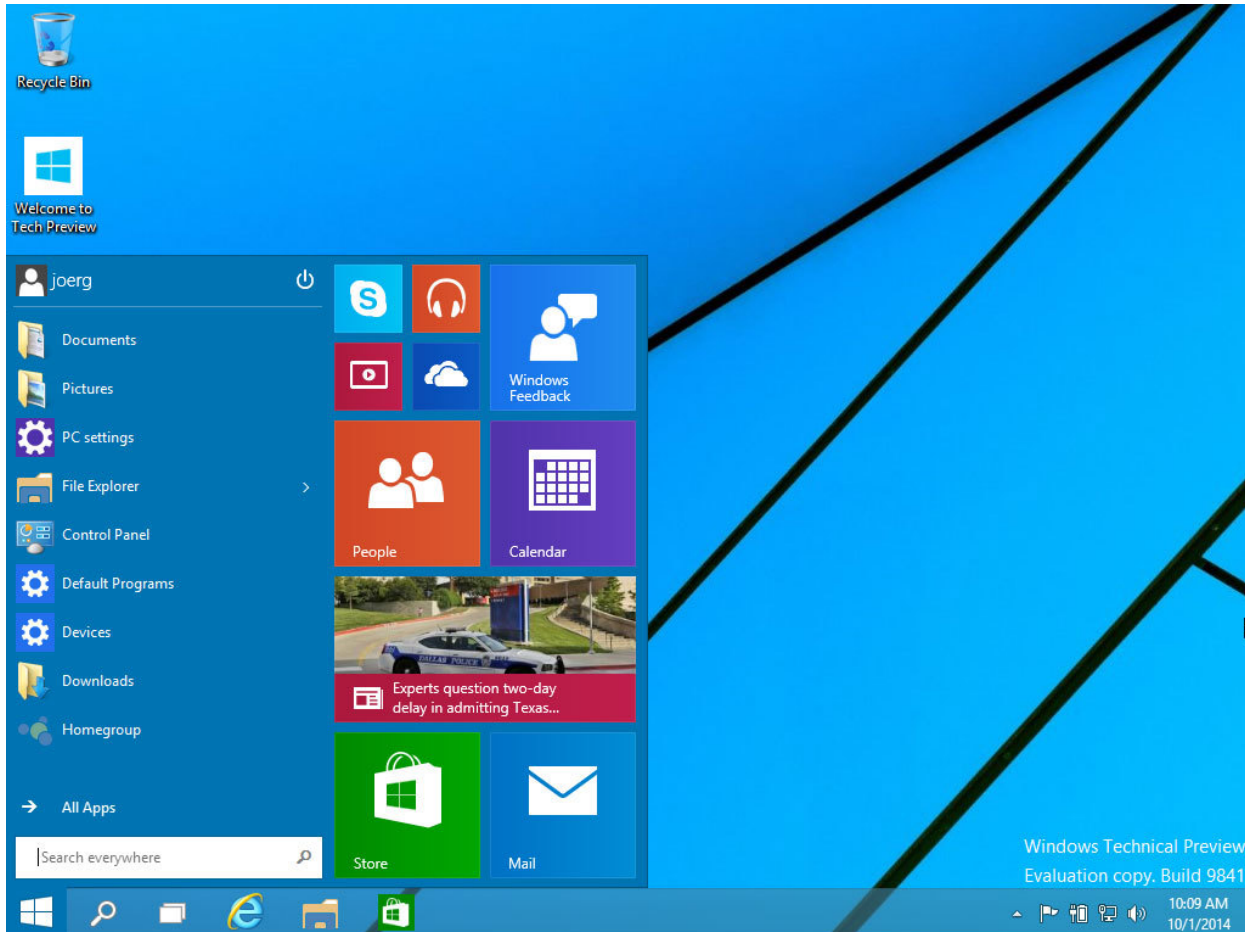 Recycle Bin
Welcome to
Tech Preview
joerg
Documents
Pictures
PC settings
File Explorer
Control Panel
Default Programs
Devices
Downloads
Homegroup
All Apps
Search everywhere
Windows
Feedback
People
Calendar
DALLAS POLICE
Experts question two-day
delay in admitting Texas...
Store
Mail
Windows Technical Preview
Evaluation copy. Build 9841
10:09 AM
10/1/2014